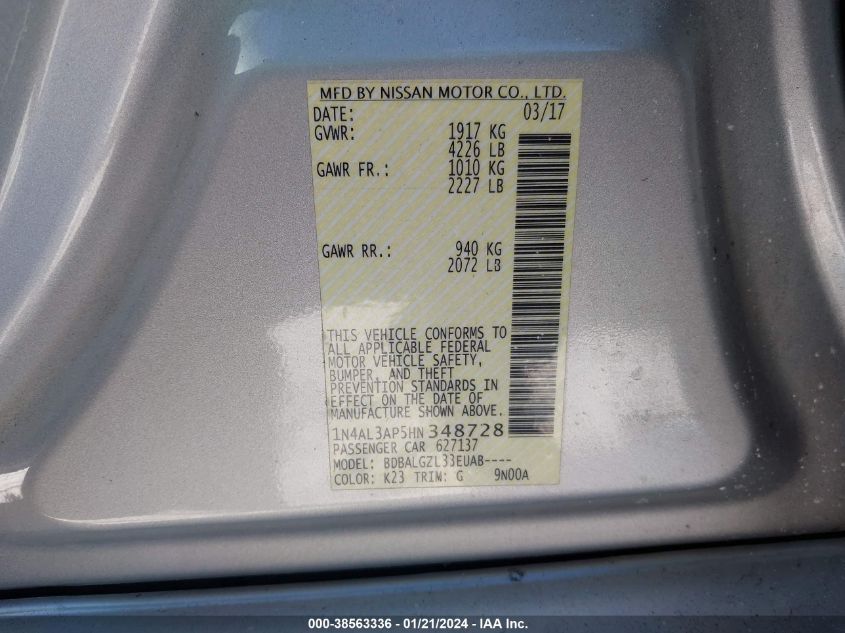 MFD BY NISSAN MOTOR CO., LTD.
DATE: 03/17
GVWR: 1917 KG
4226 LB
GAWR FR.: 1010 KG
2227 LB
GAWR RR.: 940 KG
2072 LB
THIS VEHICLE CONFORMS TO
ALL APPLICABLE FEDERAL
MOTOR VEHICLE SAFETY,
BUMPER, AND THEFT
PREVENTION STANDARDS IN
EFFECT ON THE DATE OF
MANUFACTURE SHOWN ABOVE.
1N4AL3AP5HN348728
PASSENGER CAR 627137
MODEL: BDBALGZL33EUAB----
COLOR: K23 TRIM: G 9N00A
000-38563336 - 01/21/2024 - IAA Inc.